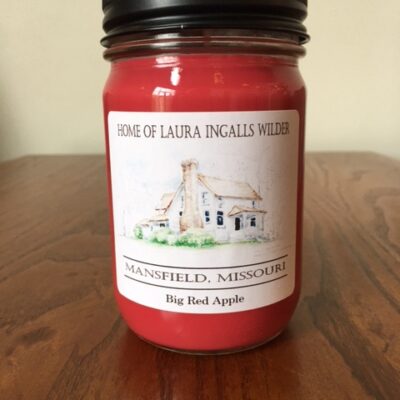 HOME OF LAURA INGALLS WILDER
MANSFIELD, MISSOURI
Big Red Apple